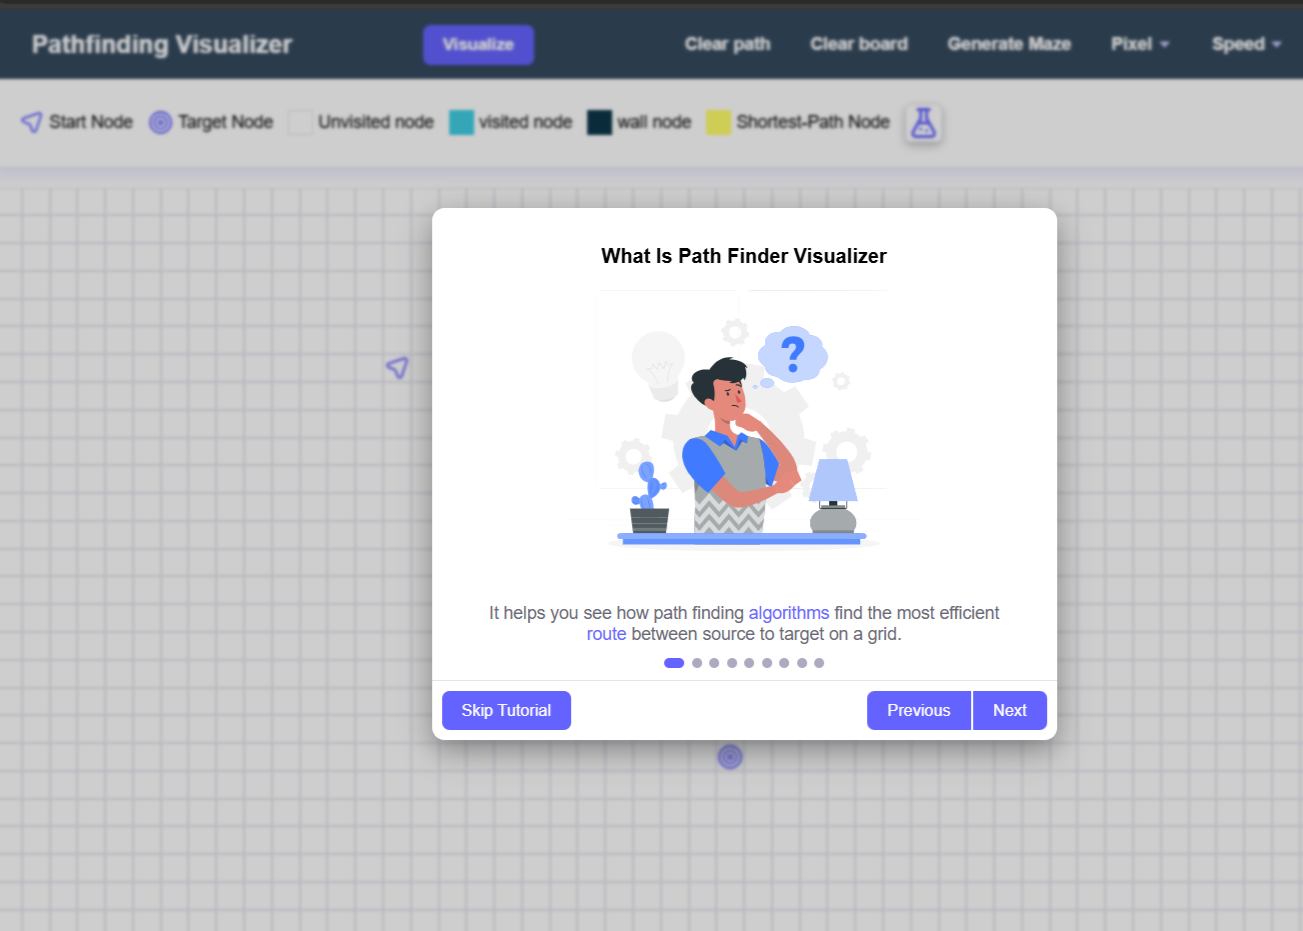 Pathfinding Visualizer
Visualize
Clear path
Clear board
Generate Maze
Pixel
Speed
Start Node
Target Node
Unvisited node
visited node
wall node
Shortest-Path Node
What Is Path Finder Visualizer
?
It helps you see how path finding algorithms find the most efficient
route between source to target on a grid.
Skip Tutorial
Previous
Next